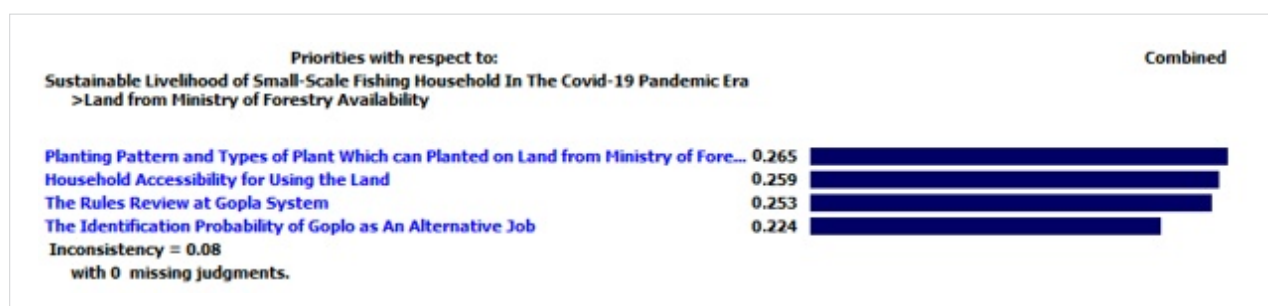 Priorities with respect to:
Combined
Sustainable Livelihood of Small-Scale Fishing Household In The Covid-19 Pandemic Era
>Land from Ministry of Forestry Availability
Planting Pattern and Types of Plant Which can Planted on Land from Ministry of Fore... 0.265
Household Accessibility for Using the Land 0.259
The Rules Review at Gopla System 0.253
The Identification Probability of Goplo as An Alternative Job 0.224
Inconsistency = 0.08
with 0 missing judgments.